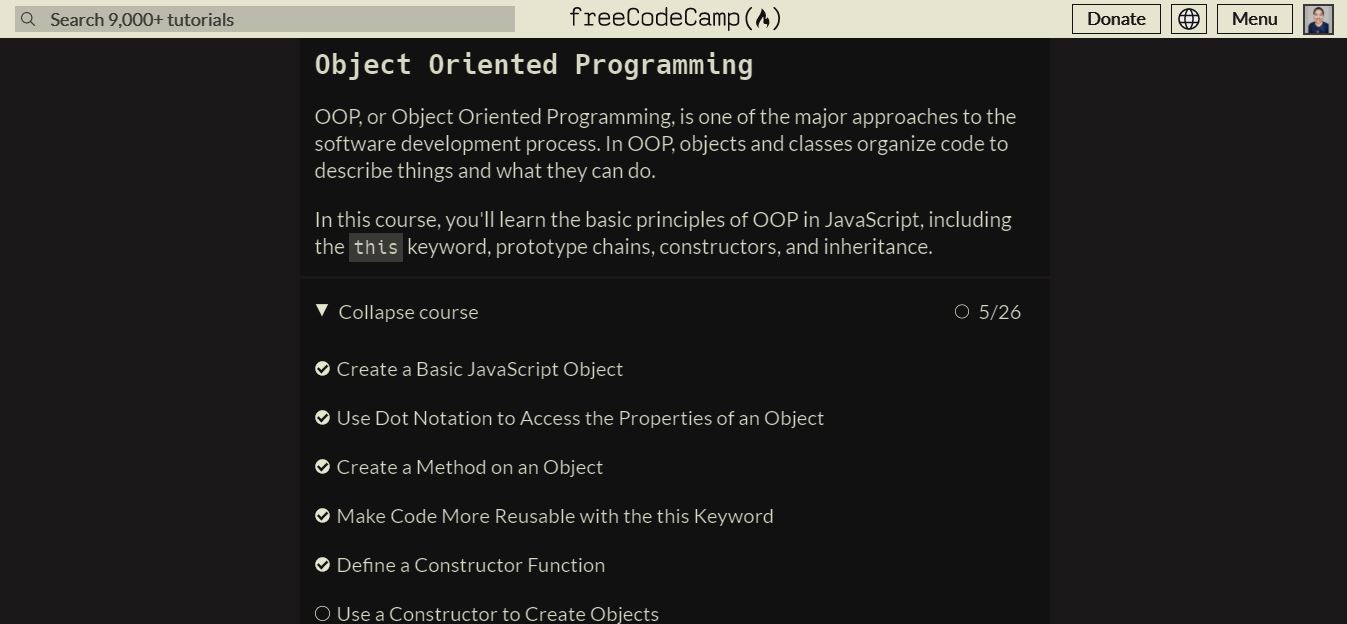 Search 9,000+ tutorials
freeCodeCamp
Donate
Menu
Object Oriented Programming
OOP, or Object Oriented Programming, is one of the major approaches to the
software development process. In OOP, objects and classes organize code to
describe things and what they can do.
In this course, you'll learn the basic principles of OOP in JavaScript, including
the this keyword, prototype chains, constructors, and inheritance.
Collapse course
5/26
Create a Basic JavaScript Object
Use Dot Notation to Access the Properties of an Object
Create a Method on an Object
Make Code More Reusable with the this Keyword
Define a Constructor Function
Use a Constructor to Create Objects